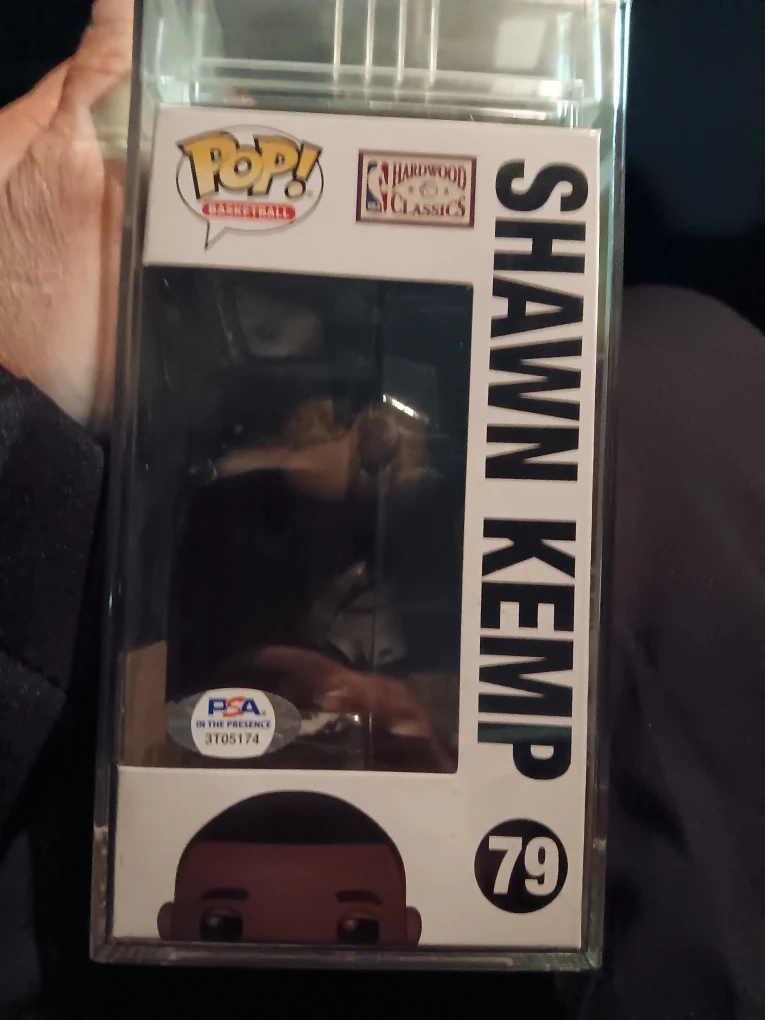 POP!
BASKETBALL
HARDWOOD
CLASSICS
SHAWN KEMP
79
PSA
IN THE PRESENCE
3T05174